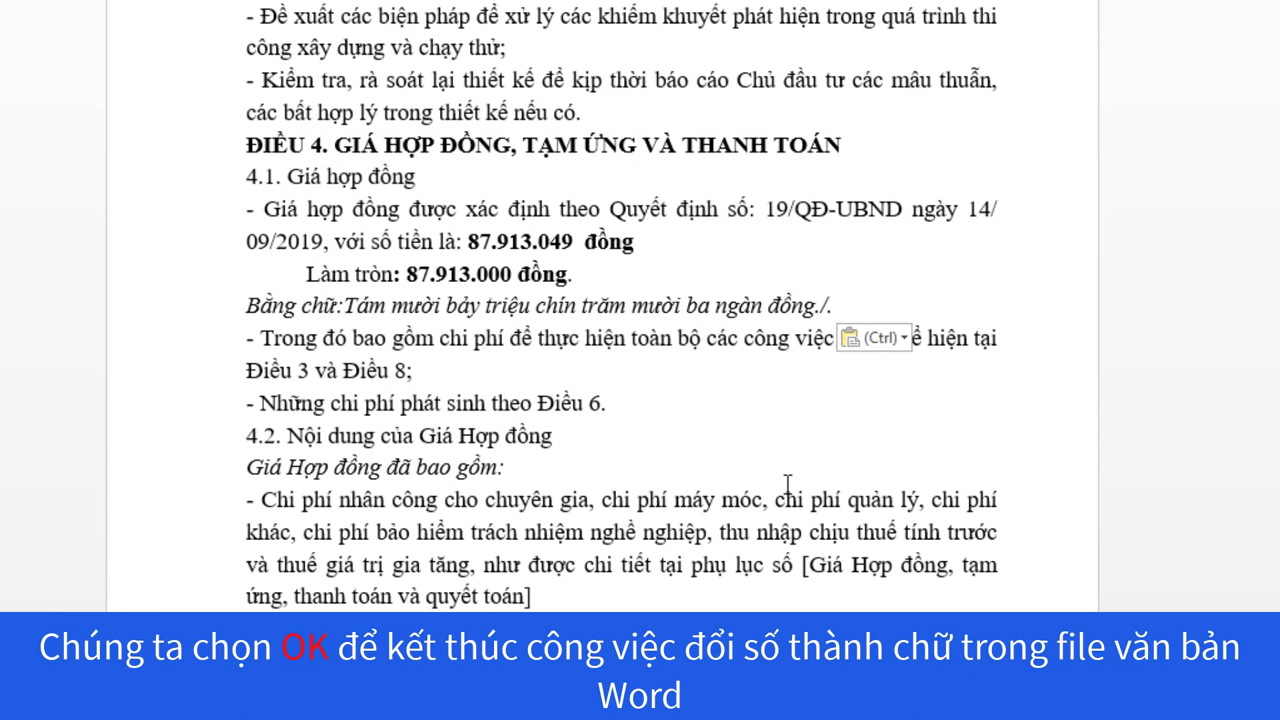 - Đề xuất các biện pháp để xử lý các khiếm khuyết phát hiện trong quá trình thi
công xây dựng và chạy thử;
- Kiểm tra, rà soát lại thiết kế để kịp thời báo cáo Chủ đầu tư các mâu thuẫn,
các bất hợp lý trong thiết kế nếu có.
ĐIỀU 4. GIÁ HỢP ĐỒNG, TẠM ỨNG VÀ THANH TOÁN
4.1. Giá hợp đồng
- Giá hợp đồng được xác định theo Quyết định số: 19/QĐ-UBND ngày 14/
09/2019, với số tiền là: 87.913.049 đồng
Làm tròn: 87.913.000 đồng.
Bằng chữ:Tám mười bảy triệu chín trăm mười ba ngàn đồng./.
- Trong đó bao gồm chi phí để thực hiện toàn bộ các công việc (Ctrl) ể hiện tại
Điều 3 và Điều 8;
- Những chi phí phát sinh theo Điều 6.
4.2. Nội dung của Giá Hợp đồng
Giá Hợp đồng đã bao gồm:
- Chi phí nhân công cho chuyên gia, chi phí máy móc, chi phí quản lý, chi phí
khác, chi phí bảo hiểm trách nhiệm nghề nghiệp, thu nhập chịu thuế tính trước
và thuế giá trị gia tăng, như được chi tiết tại phụ lục số [Giá Hợp đồng, tạm
ứng, thanh toán và quyết toán]
Chúng ta chọn OK để kết thúc công việc đổi số thành chữ trong file văn bản
Word